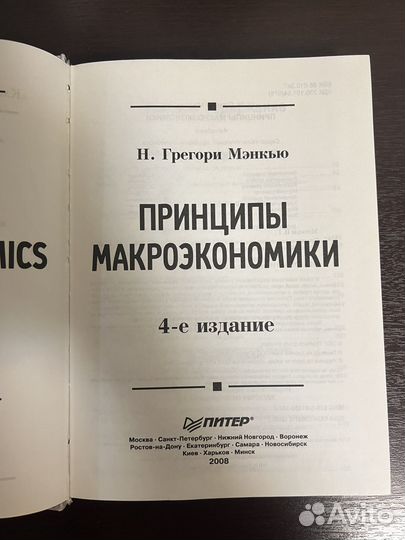 Н. Грегори Мэнкью
ПРИНЦИПЫ
MICS
МАКРОЭКОНОМИКИ
4-е издание
ПИТЕР®
Москва · Санкт-Петербург · Нижний Новгород · Воронеж
Ростов-на-Дону · Екатеринбург · Самара · Новосибирск
Киев · Харьков · Минск
2008
Avito